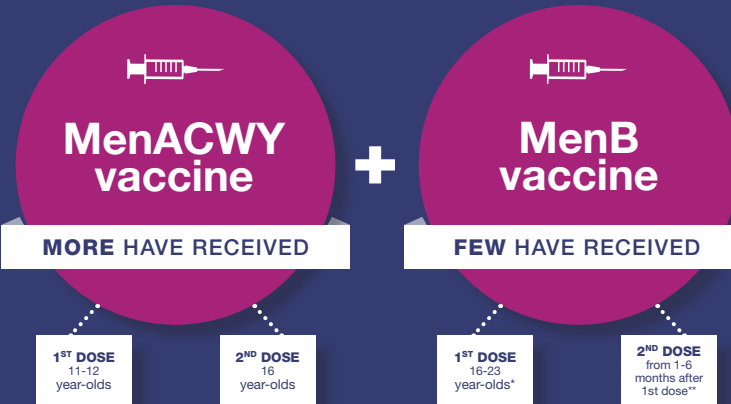 MenACWY
vaccine
MORE HAVE RECEIVED
1ST DOSE
11-12
year-olds
2ND DOSE
16
year-olds
+
MenB
vaccine
FEW HAVE RECEIVED
1ST DOSE
16-23
year-olds*
2ND DOSE
from 1-6
months after
1st dose**